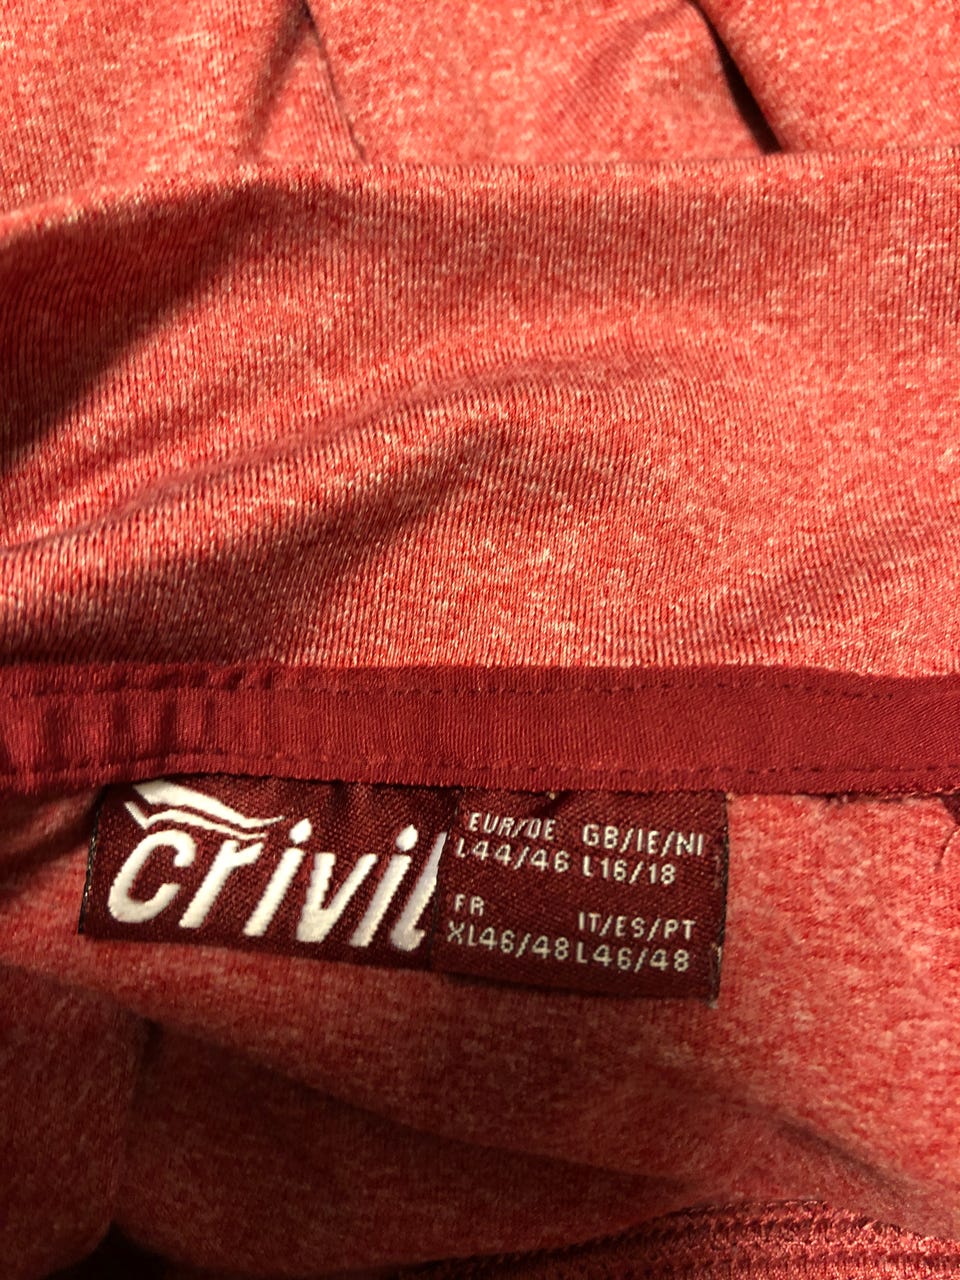 crivit
EUR/DE GB/IE/NI
L44/46 L16/18
FR IT/ES/PT
XL46/48 L46/48